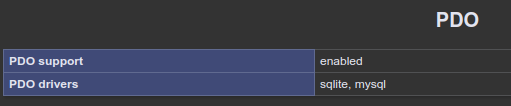 PDO
PDO support enabled
PDO drivers sqlite, mysql